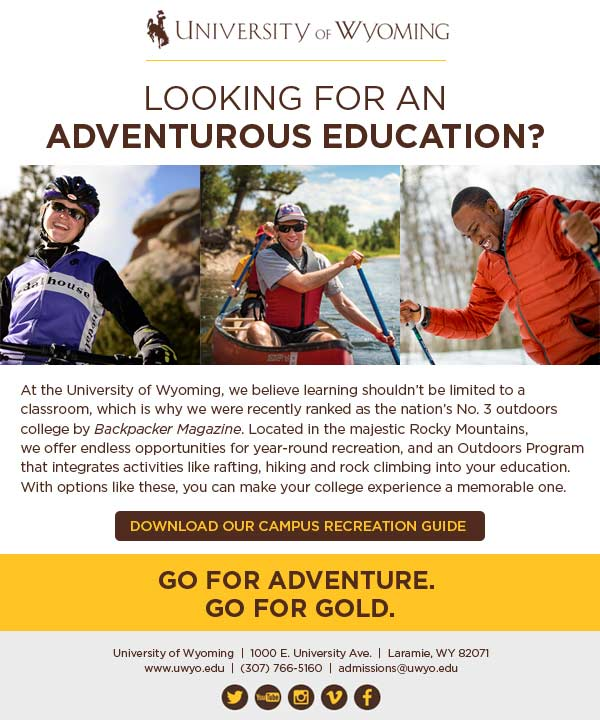 UNIVERSITY OF WYOMING
LOOKING FOR AN
ADVENTUROUS EDUCATION?
At the University of Wyoming, we believe learning shouldn't be limited to a
classroom, which is why we were recently ranked as the nation's No. 3 outdoors
college by Backpacker Magazine. Located in the majestic Rocky Mountains,
we offer endless opportunities for year-round recreation, and an Outdoors Program
that integrates activities like rafting, hiking and rock climbing into your education.
With options like these, you can make your college experience a memorable one.
DOWNLOAD OUR CAMPUS RECREATION GUIDE
GO FOR ADVENTURE.
GO FOR GOLD.
University of Wyoming | 1000 E. University Ave. | Laramie, WY 82071
www.uwyo.edu | (307) 766-5160 | admissions@uwyo.edu
YouTube